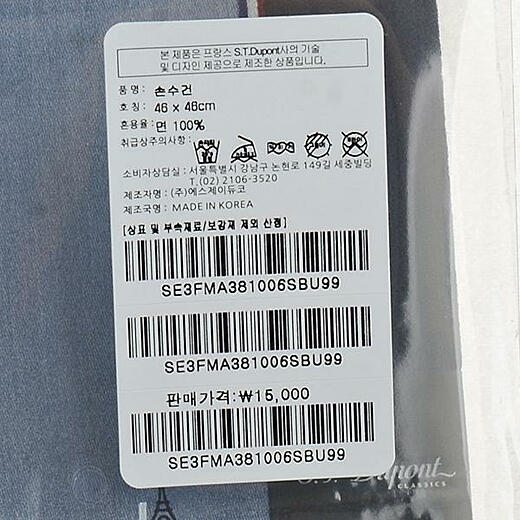 본 제품은 프랑스 S.T.Dupont사의 기술
및 디자인 제공으로 제조한 상품입니다.
품 명: 손수건
호 칭: 46 x 46cm
혼용율: 면 100%
취급상주의사항:
소비자상담실: 서울특별시 강남구 논현로 149길 세중빌딩
T.(02) 2106-3520
제조자명: (주)에스제이듀코
제조국명: MADE IN KOREA
[상표 및 부속재료/보강재 제외 산정]
SE3FMA381006SBU99
SE3FMA381006SBU99
판매가격:₩15,000
SE3FMA381006SBU99
S.T. Dupont
CLASSICS